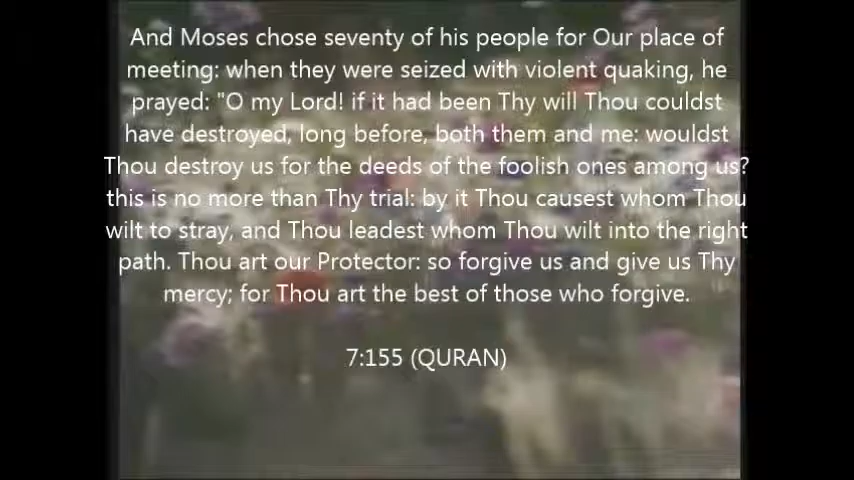 And Moses chose seventy of his people for Our place of
meeting: when they were seized with violent quaking, he
prayed: "O my Lord! if it had been Thy will Thou couldst
have destroyed, long before, both them and me: wouldst
Thou destroy us for the deeds of the foolish ones among us?
this is no more than Thy trial: by it Thou causest whom Thou
wilt to stray, and Thou leadest whom Thou wilt into the right
path. Thou art our Protector: so forgive us and give us Thy
mercy; for Thou art the best of those who forgive.
7:155 (QURAN)